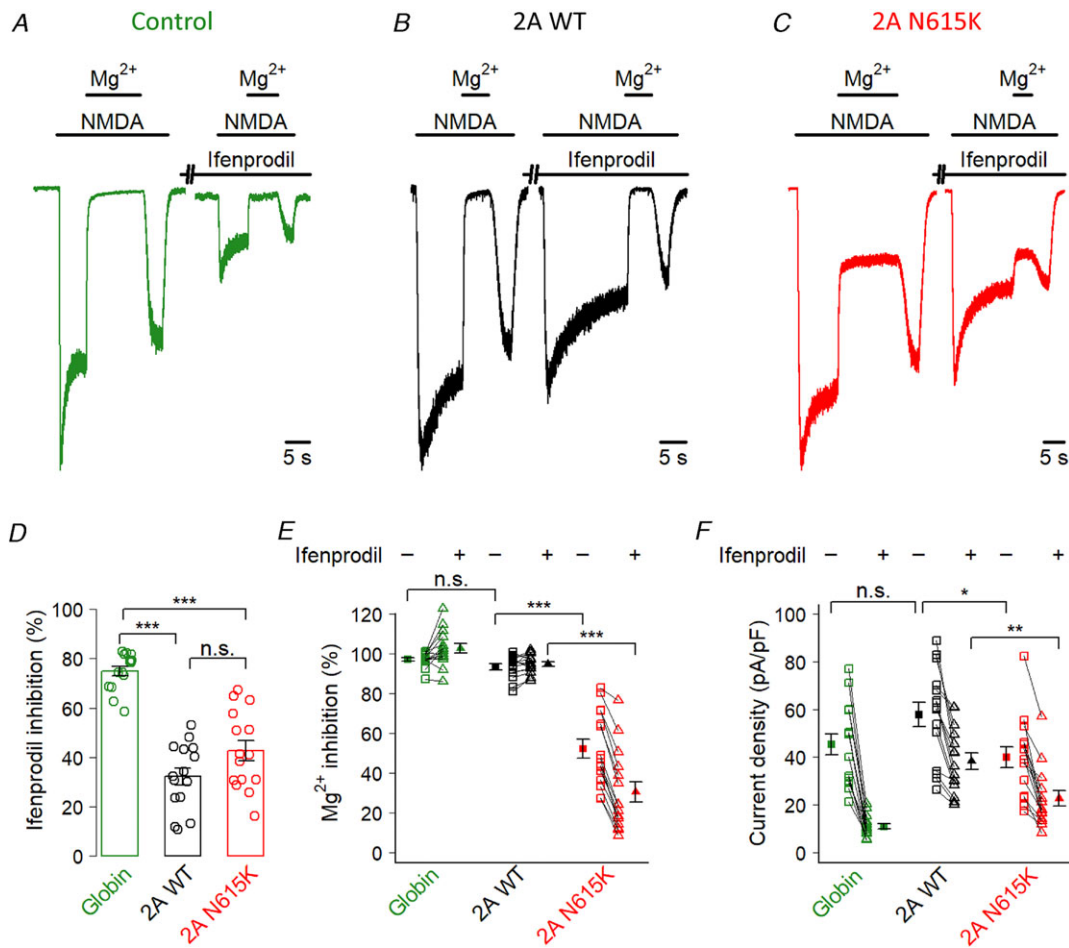 A Control
Mg²⁺
NMDA NMDA
Ifenprodil
5 s
B 2A WT
Mg²⁺ Mg²⁺
NMDA NMDA
Ifenprodil
5 s
C 2A N615K
Mg²⁺ Mg²⁺
NMDA NMDA
Ifenprodil
5 s
D
Ifenprodil inhibition (%)
100
80
60
40
20
0
***
*** n.s.
Globin 2A WT 2A N615K
E
Ifenprodil − + − + − +
n.s.
***
***
Mg²⁺ inhibition (%)
120
100
80
60
40
20
0
Globin 2A WT 2A N615K
F
Ifenprodil − + − + − +
n.s. *
**
Current density (pA/pF)
100
80
60
40
20
0
Globin 2A WT 2A N615K